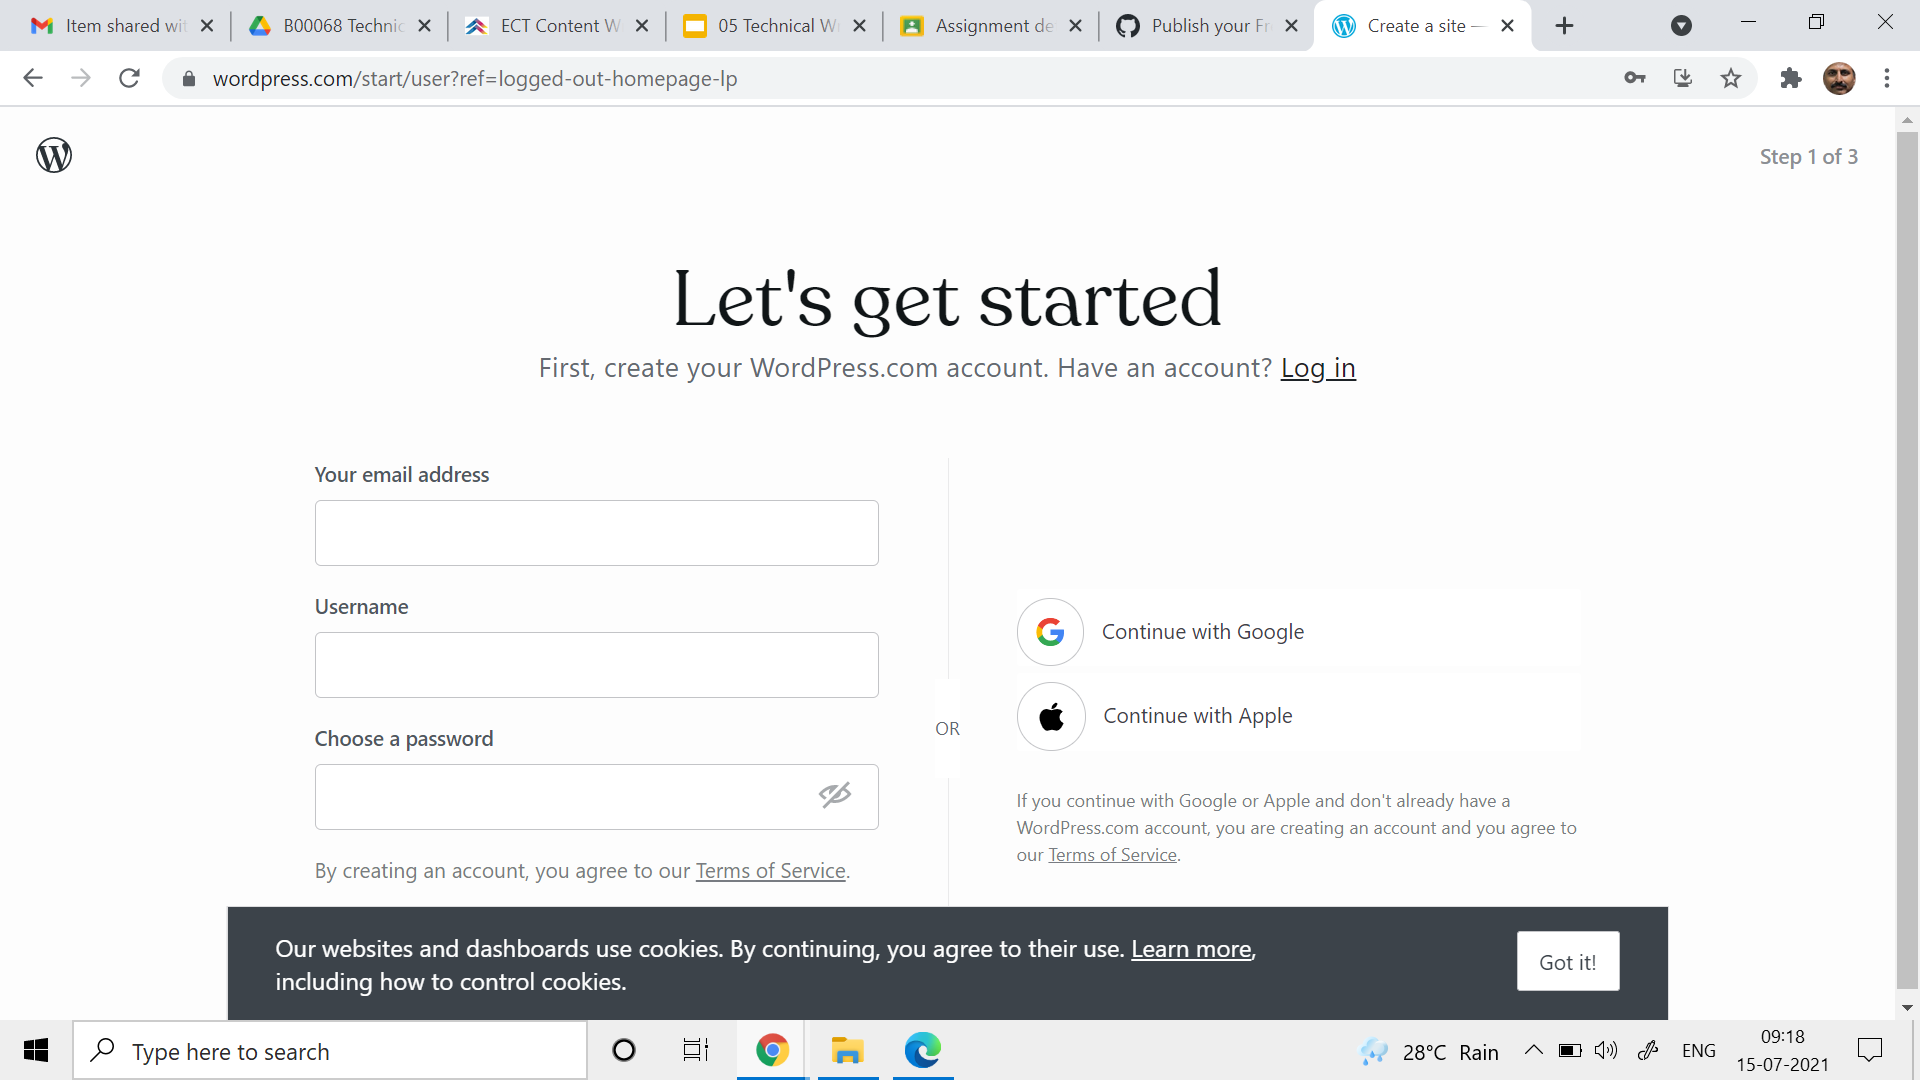 Item shared wit
B00068 Technic
ECT Content W
05 Technical W
Assignment de
Publish your Fr
Create a site —
wordpress.com/start/user?ref=logged-out-homepage-lp
Step 1 of 3
Let's get started
First, create your WordPress.com account. Have an account? Log in
Your email address
Username
Choose a password
By creating an account, you agree to our Terms of Service.
OR
Continue with Google
Continue with Apple
If you continue with Google or Apple and don't already have a
WordPress.com account, you are creating an account and you agree to
our Terms of Service.
Our websites and dashboards use cookies. By continuing, you agree to their use. Learn more,
including how to control cookies.
Got it!
Type here to search
28°C Rain
ENG
09:18
15-07-2021